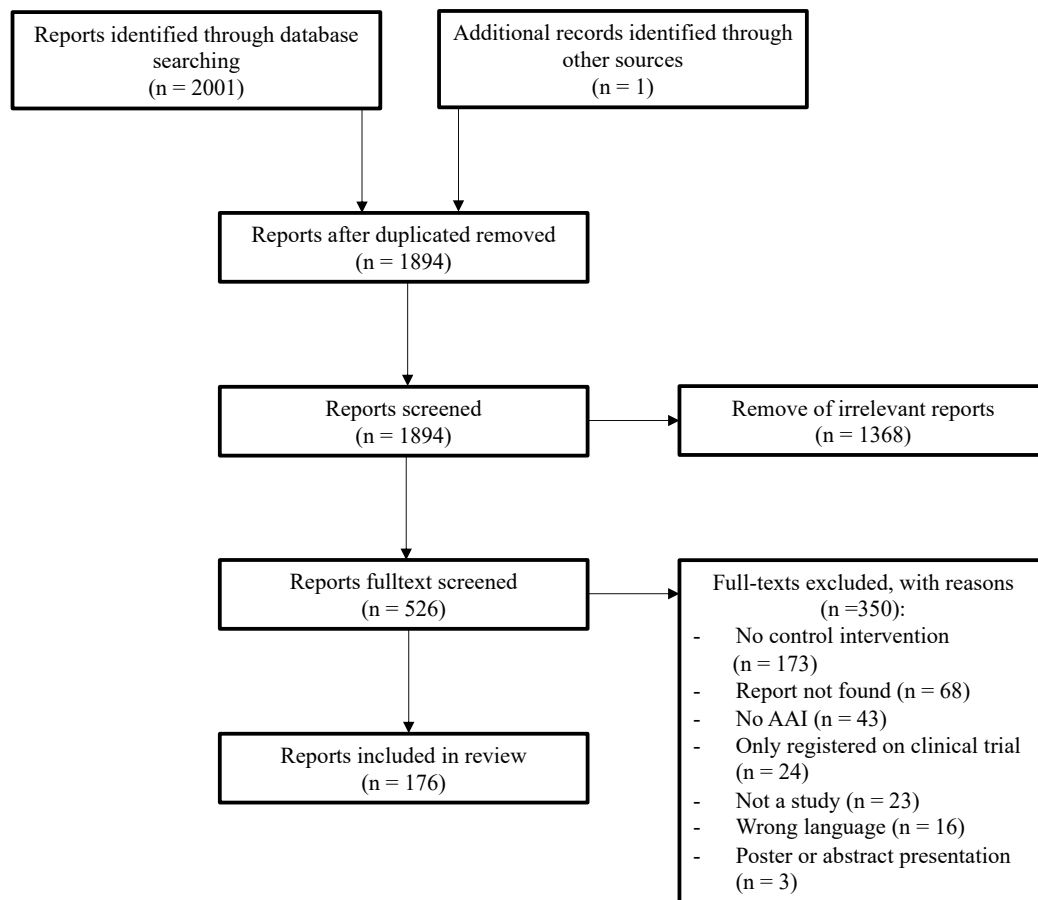 Reports identified through database
searching
(n = 2001)
Additional records identified through
other sources
(n = 1)
Reports after duplicated removed
(n = 1894)
Reports screened
(n = 1894)
Remove of irrelevant reports
(n = 1368)
Reports fulltext screened
(n = 526)
Full-texts excluded, with reasons
(n =350):
- No control intervention
(n = 173)
- Report not found (n = 68)
- No AAI (n = 43)
- Only registered on clinical trial
(n = 24)
- Not a study (n = 23)
- Wrong language (n = 16)
- Poster or abstract presentation
(n = 3)
Reports included in review
(n = 176)